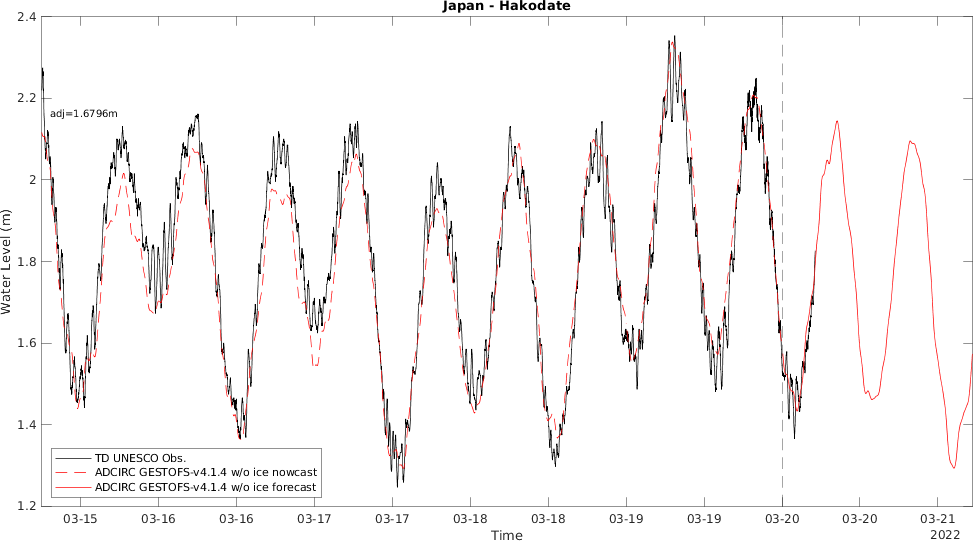 Japan - Hakodate
2.4
2.2
2
1.8
1.6
1.4
1.2
Water Level (m)
adj=1.6796m
TD UNESCO Obs.
ADCIRC GESTOFS-v4.1.4 w/o ice nowcast
ADCIRC GESTOFS-v4.1.4 w/o ice forecast
03-15 03-16 03-16 03-17 03-17 03-18 03-18 03-19 03-19 03-20 03-20 03-21
Time
2022